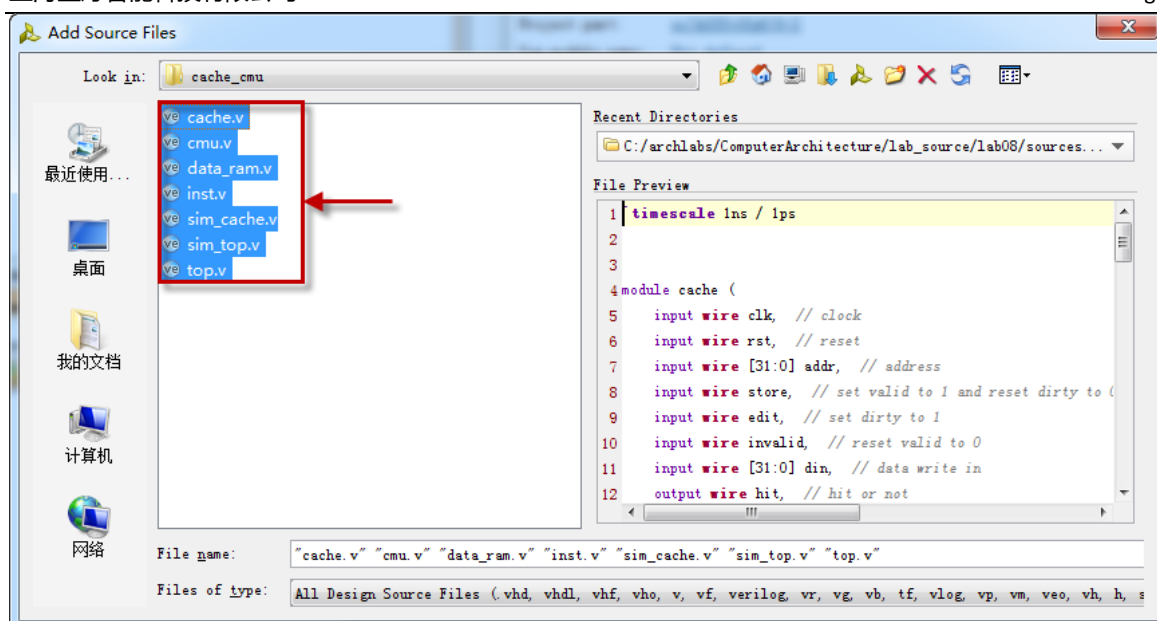 Add Source Files
Look in: cache_cmu
cache.v
cmu.v
data_ram.v
inst.v
sim_cache.v
sim_top.v
top.v
最近使用...
桌面
我的文档
计算机
网络
Recent Directories
C:/archlabs/ComputerArchitecture/lab_source/lab08/sources...
File Preview
1 `timescale 1ns / 1ps
2
3
4 module cache (
5 input wire clk, // clock
6 input wire rst, // reset
7 input wire [31:0] addr, // address
8 input wire store, // set valid to 1 and reset dirty to
9 input wire edit, // set dirty to 1
10 input wire invalid, // reset valid to 0
11 input wire [31:0] din, // data write in
12 output wire hit, // hit or not
File name: "cache.v" "cmu.v" "data_ram.v" "inst.v" "sim_cache.v" "sim_top.v" "top.v"
Files of type: All Design Source Files (.vhd, vhdl, vhf, vho, v, vf, verilog, vr, vg, vb, tf, vlog, vp, vm, veo, vh, h, s